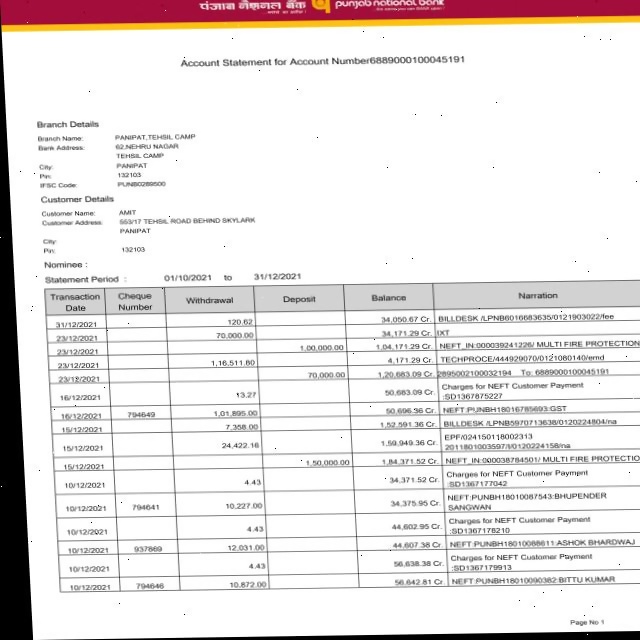 पंजाब नैशनल बैंक punjab national bank
Account Statement for Account Number6889000100045191
Branch Details
Branch Name: PANIPAT,TEHSIL CAMP
Bank Address: 62,NEHRU NAGAR
TEHSIL CAMP
City: PANIPAT
Pin: 132103
IFSC Code: PUNB0289500
Customer Details
Customer Name: AMIT
Customer Address: 553/17 TEHSIL ROAD BEHIND SKYLARK
PANIPAT
City:
Pin: 132103
Nominee :
Statement Period : 01/10/2021 to 31/12/2021
Transaction Date Cheque Number Withdrawal Deposit Balance Narration
31/12/2021 120.62 34,050.67 Cr. BILLDESK /LPNB6016683635/0121903022/fee
23/12/2021 70,000.00 34,171.29 Cr. IXT
23/12/2021 1,00,000.00 1,04,171.29 Cr. NEFT_IN:000039241226/ MULTI FIRE PROTECTION
23/12/2021 1,16,511.80 4,171.29 Cr. TECHPROCE/444929070/0121080140/emd
23/12/2021 70,000.00 1,20,683.09 Cr. 2895002100032194 To: 6889000100045191
16/12/2021 13.27 50,683.09 Cr. Charges for NEFT Customer Payment
:SD1367875227
16/12/2021 794649 1,01,895.00 50,696.36 Cr. NEFT:PUNBH18016785693:GST
15/12/2021 7,358.00 1,52,591.36 Cr. BILLDESK /LPNB5970713638/0120224804/na
15/12/2021 24,422.16 1,59,949.36 Cr. EPF/024150118002313
2011801003597/I/0120224158/na
15/12/2021 1,50,000.00 1,84,371.52 Cr. NEFT_IN:000038784501/ MULTI FIRE PROTECTIO
10/12/2021 4.43 34,371.52 Cr. Charges for NEFT Customer Payment
:SD1367177042
10/12/2021 794641 10,227.00 34,375.95 Cr. NEFT:PUNBH18010087543:BHUPENDER
SANGWAN
10/12/2021 4.43 44,602.95 Cr. Charges for NEFT Customer Payment
:SD1367178210
10/12/2021 937869 12,031.00 44,607.38 Cr. NEFT:PUNBH18010088611:ASHOK BHARDWAJ
10/12/2021 4.43 56,638.38 Cr. Charges for NEFT Customer Payment
:SD1367179913
10/12/2021 794646 10,872.00 56,642.81 Cr. NEFT:PUNBH18010090382:BITTU KUMAR
Page No 1